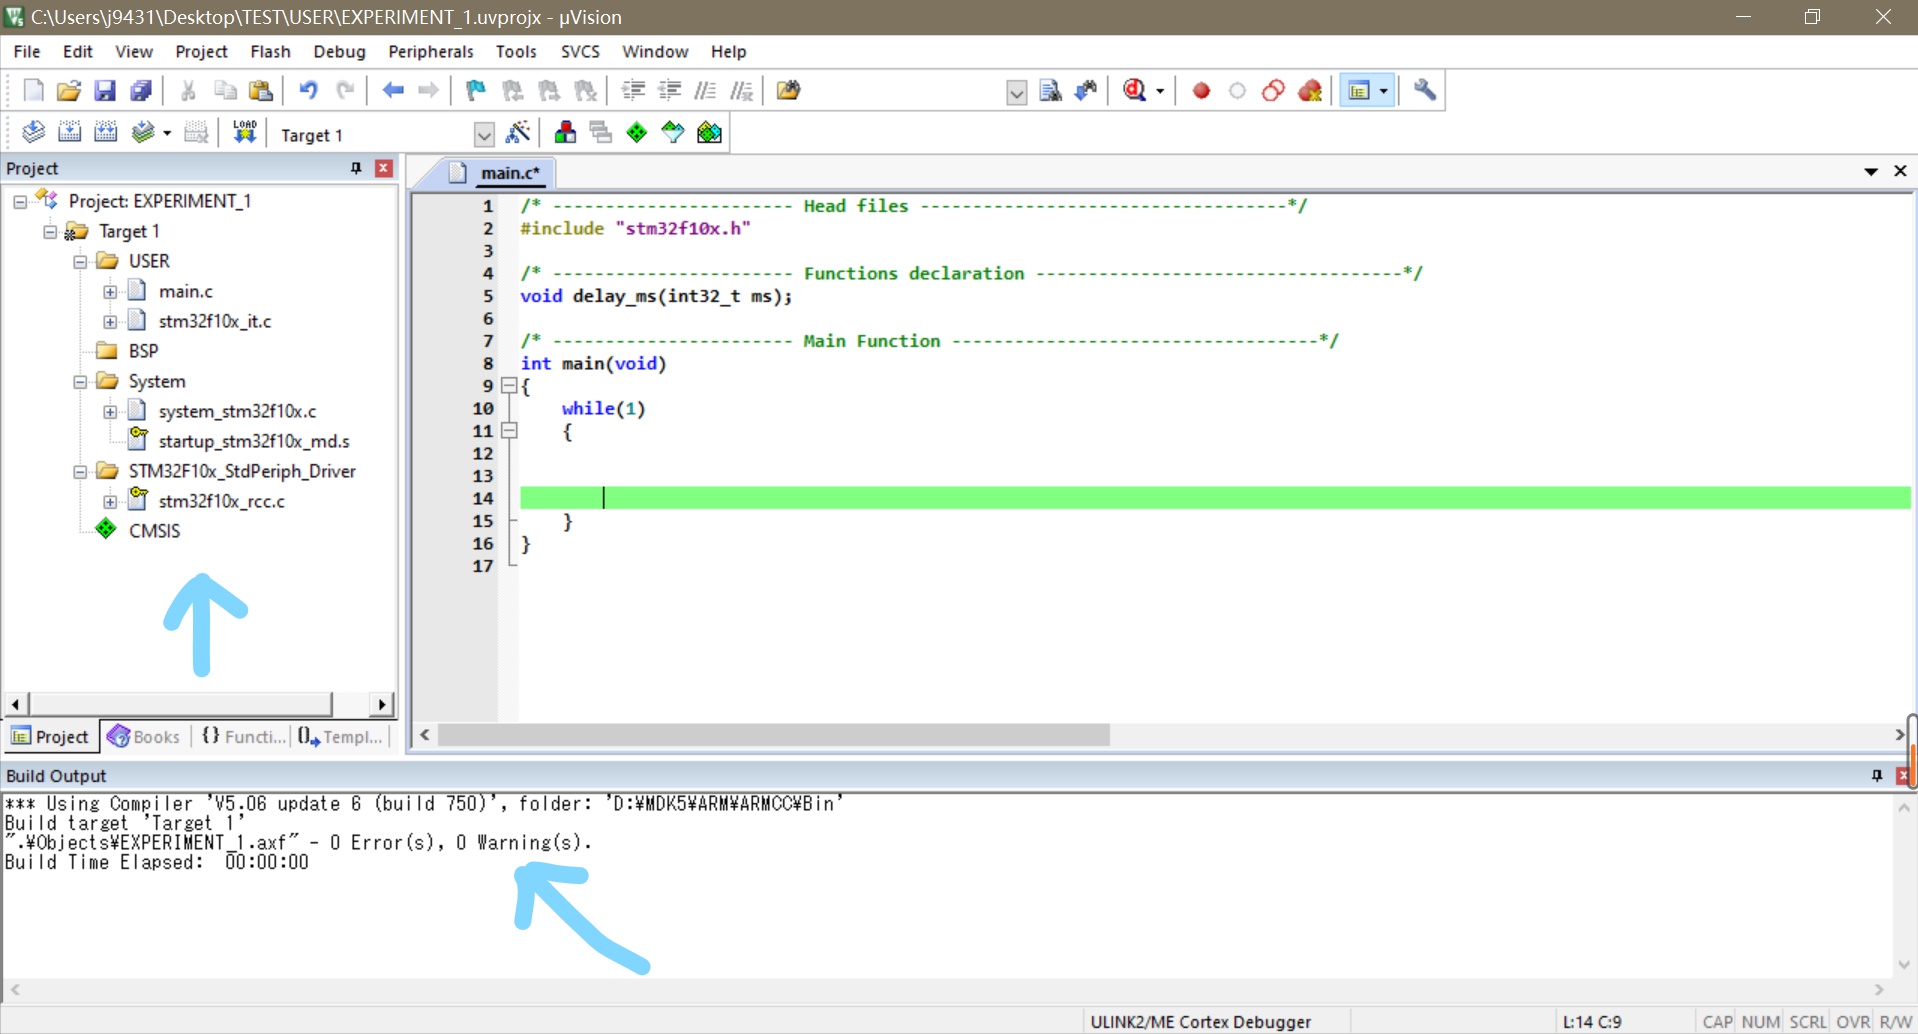 C:\Users\j9431\Desktop\TEST\USER\EXPERIMENT_1.uvprojx - µVision
File Edit View Project Flash Debug Peripherals Tools SVCS Window Help
LOAD
Target 1
Project
main.c*
Project: EXPERIMENT_1
Target 1
USER
main.c
stm32f10x_it.c
BSP
System
system_stm32f10x.c
startup_stm32f10x_md.s
STM32F10x_StdPeriph_Driver
stm32f10x_rcc.c
CMSIS
Project Books {} Functi... Templ...
1 /* ----------------------- Head files -----------------------------------*/
2 #include "stm32f10x.h"
3
4 /* ----------------------- Functions declaration -----------------------------------*/
5 void delay_ms(int32_t ms);
6
7 /* ----------------------- Main Function -----------------------------------*/
8 int main(void)
9 {
10 while(1)
11 {
12
13
14
15 }
16 }
17
Build Output
*** Using Compiler 'V5.06 update 6 (build 750)', folder: 'D:¥MDK5¥ARM¥ARMCC¥Bin'
Build target 'Target 1'
".¥Objects¥EXPERIMENT_1.axf" - 0 Error(s), 0 Warning(s).
Build Time Elapsed: 00:00:00
ULINK2/ME Cortex Debugger L:14 C:9 CAP NUM SCRL OVR R/W